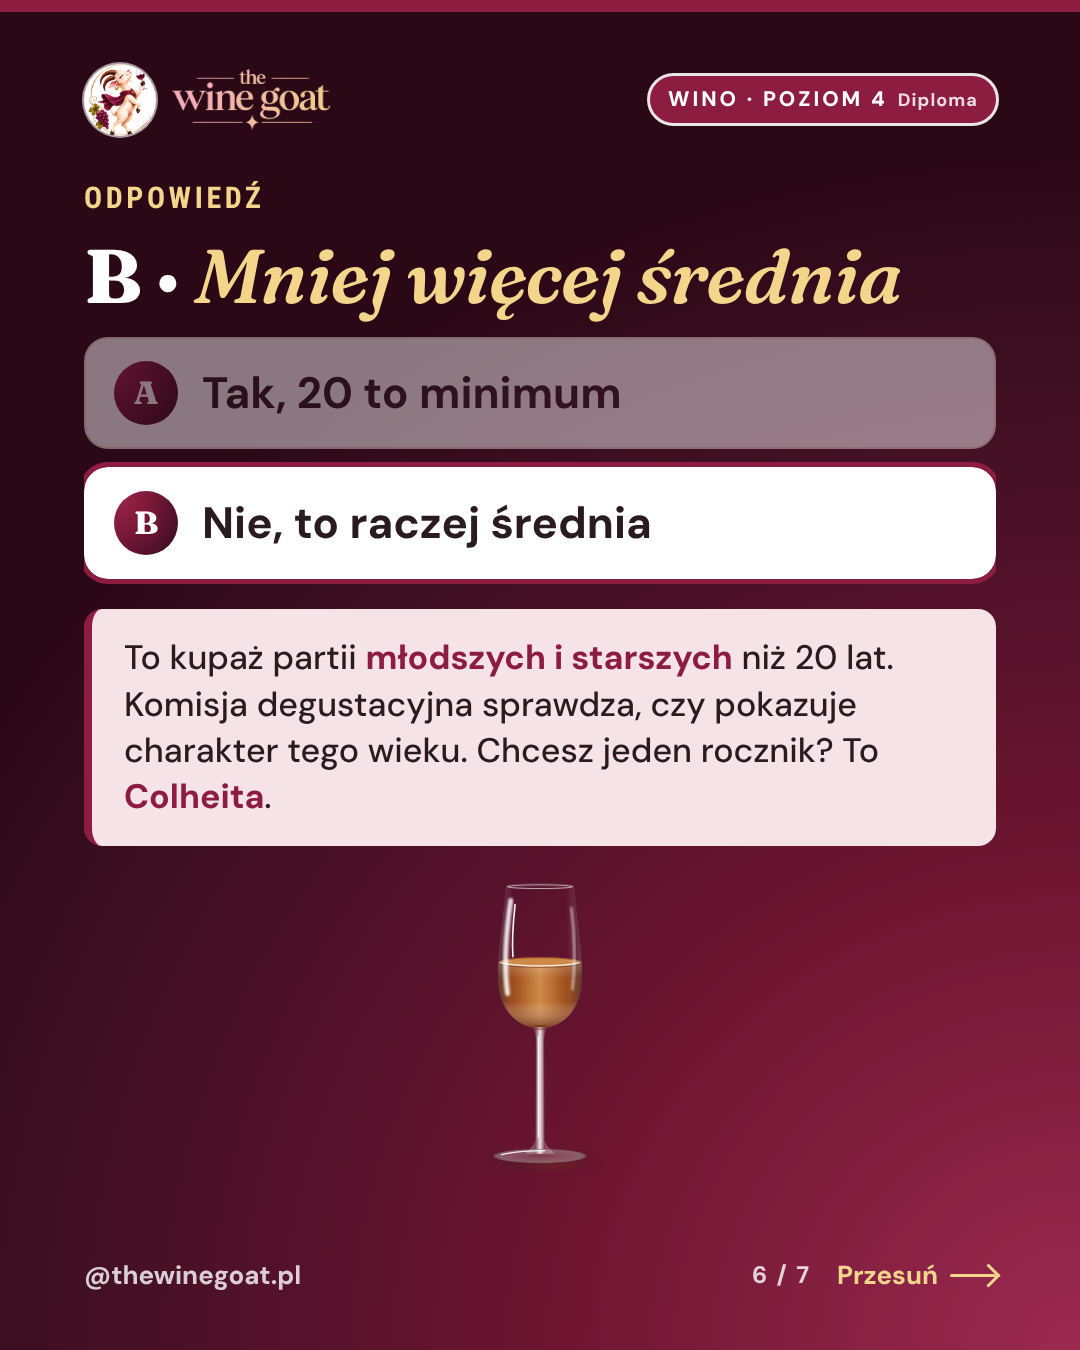 the
wine goat
WINO · POZIOM 4 Diploma
ODPOWIEDŹ
B · Mniej więcej średnia
A Tak, 20 to minimum
B Nie, to raczej średnia
To kupaż partii młodszych i starszych niż 20 lat.
Komisja degustacyjna sprawdza, czy pokazuje
charakter tego wieku. Chcesz jeden rocznik? To
Colheita.
@thewinegoat.pl
6 / 7 Przesuń